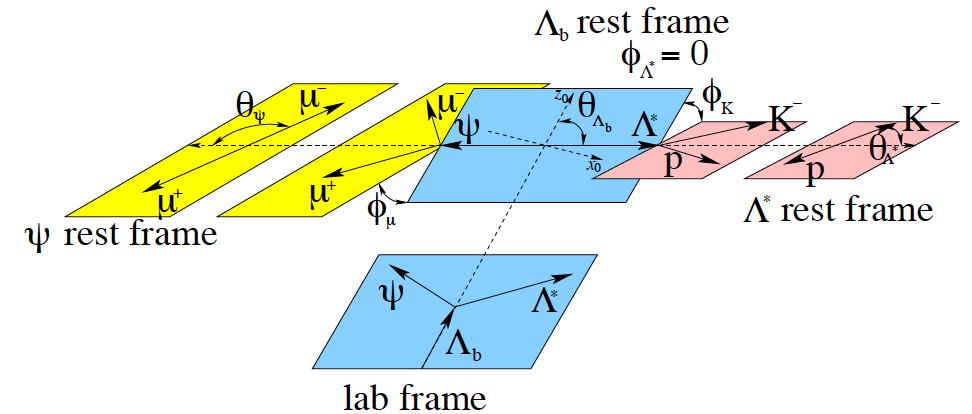 Λb rest frame
ϕΛ* = 0
θψ
μ−
μ+
ψ rest frame
μ−
μ+
ϕμ
ψ
z0
θΛb
x0
Λ*
ϕK
K−
p
K−
p
θΛ*
Λ* rest frame
ψ
Λ*
Λb
lab frame